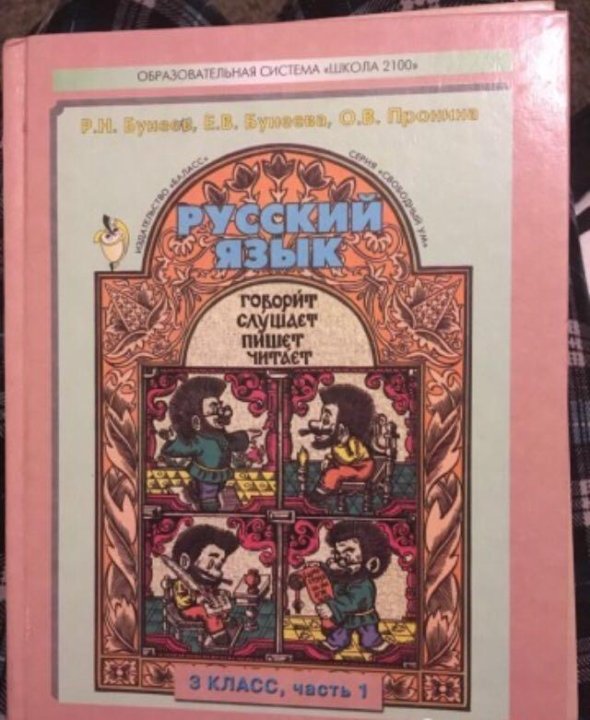 ОБРАЗОВАТЕЛЬНАЯ СИСТЕМА «ШКОЛА 2100»
Р.Н. Бунеев, Е.В. Бунеева, О.В. Пронина
ИЗДАТЕЛЬСТВО «БАЛАСС»
СЕРИЯ «СВОБОДНЫЙ УМ»
РУССКИЙ
ЯЗЫК
говори́т
слушает
пишет
читает
3 КЛАСС, часть 1